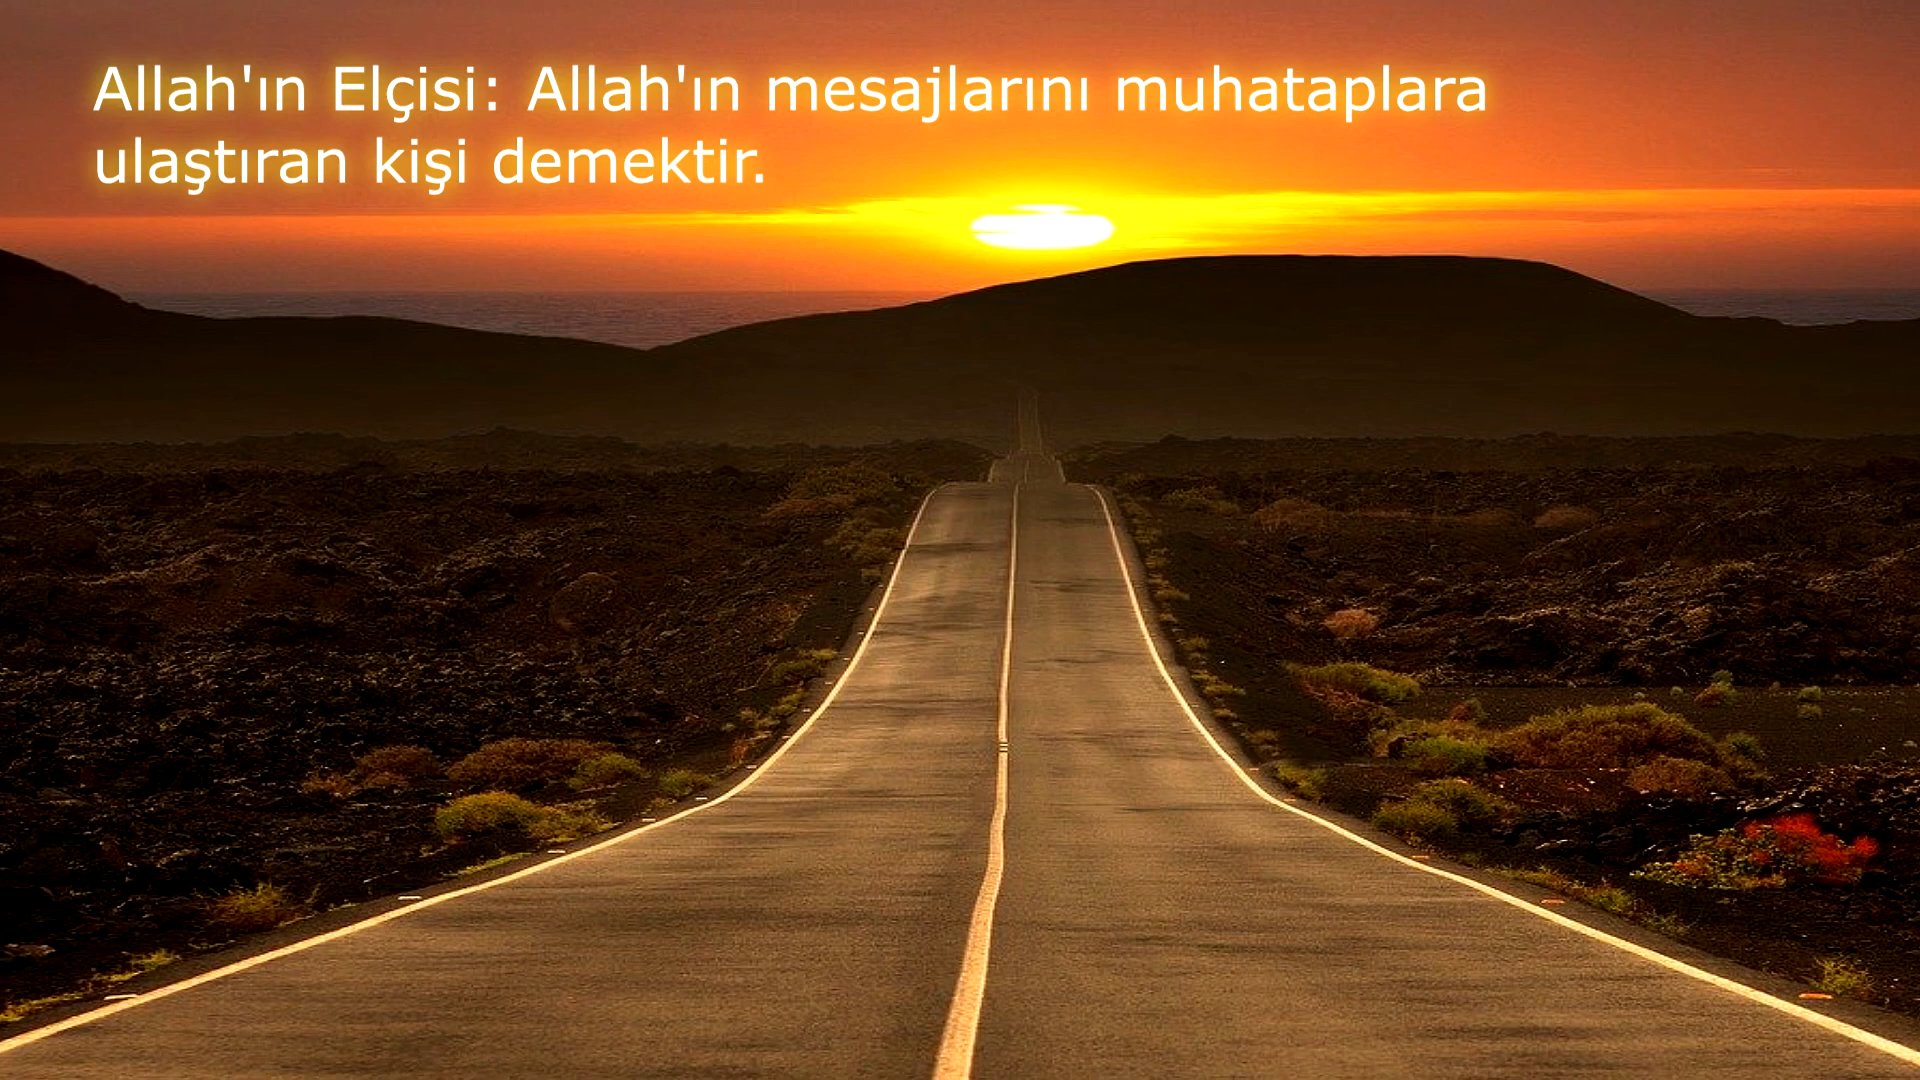 Allah'ın Elçisi: Allah'ın mesajlarını muhataplara
ulaştıran kişi demektir.